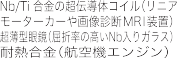 Nb/Ti合金の超伝導体コイル(リニア
モーターカーや画像診断MRI装置)
超薄型眼鏡(屈折率の高いNb入りガラス)
耐熱合金(航空機エンジン)